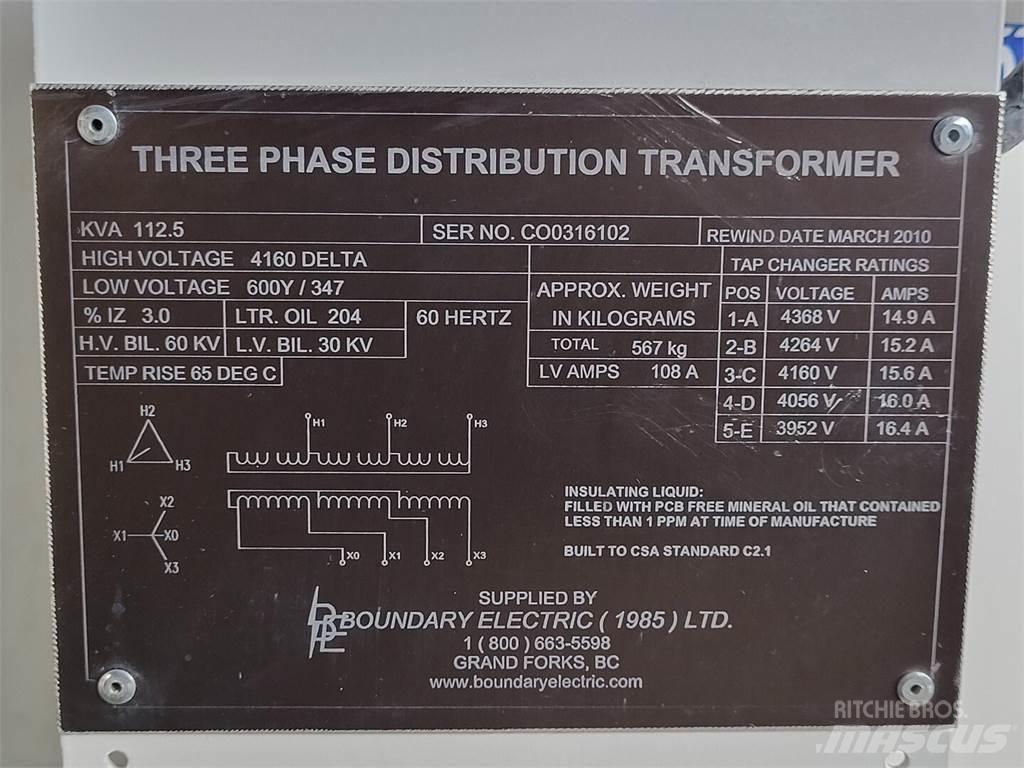 THREE PHASE DISTRIBUTION TRANSFORMER
KVA 112.5
SER NO. CO0316102
REWIND DATE MARCH 2010
HIGH VOLTAGE 4160 DELTA
LOW VOLTAGE 600Y / 347
% IZ 3.0
LTR. OIL 204
60 HERTZ
H.V. BIL. 60 KV
L.V. BIL. 30 KV
TEMP RISE 65 DEG C
APPROX. WEIGHT
IN KILOGRAMS
TOTAL 567 kg
LV AMPS 108 A
TAP CHANGER RATINGS
POS VOLTAGE AMPS
1-A 4368 V 14.9 A
2-B 4264 V 15.2 A
3-C 4160 V 15.6 A
4-D 4056 V 16.0 A
5-E 3952 V 16.4 A
H2
H1 H3
H1 H2 H3
X2
X1 X0
X3
X0 X1 X2 X3
INSULATING LIQUID:
FILLED WITH PCB FREE MINERAL OIL THAT CONTAINED
LESS THAN 1 PPM AT TIME OF MANUFACTURE
BUILT TO CSA STANDARD C2.1
SUPPLIED BY
BE BOUNDARY ELECTRIC ( 1985 ) LTD.
1 ( 800 ) 663-5598
GRAND FORKS, BC
www.boundaryelectric.com
RITCHIE BROS.
MASCUS